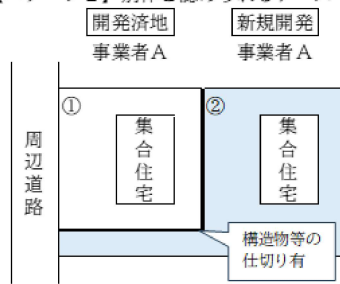 開発済地 新規開発
事業者A 事業者A
① ②
集合住宅 集合住宅
周辺道路
構造物等の
仕切り有